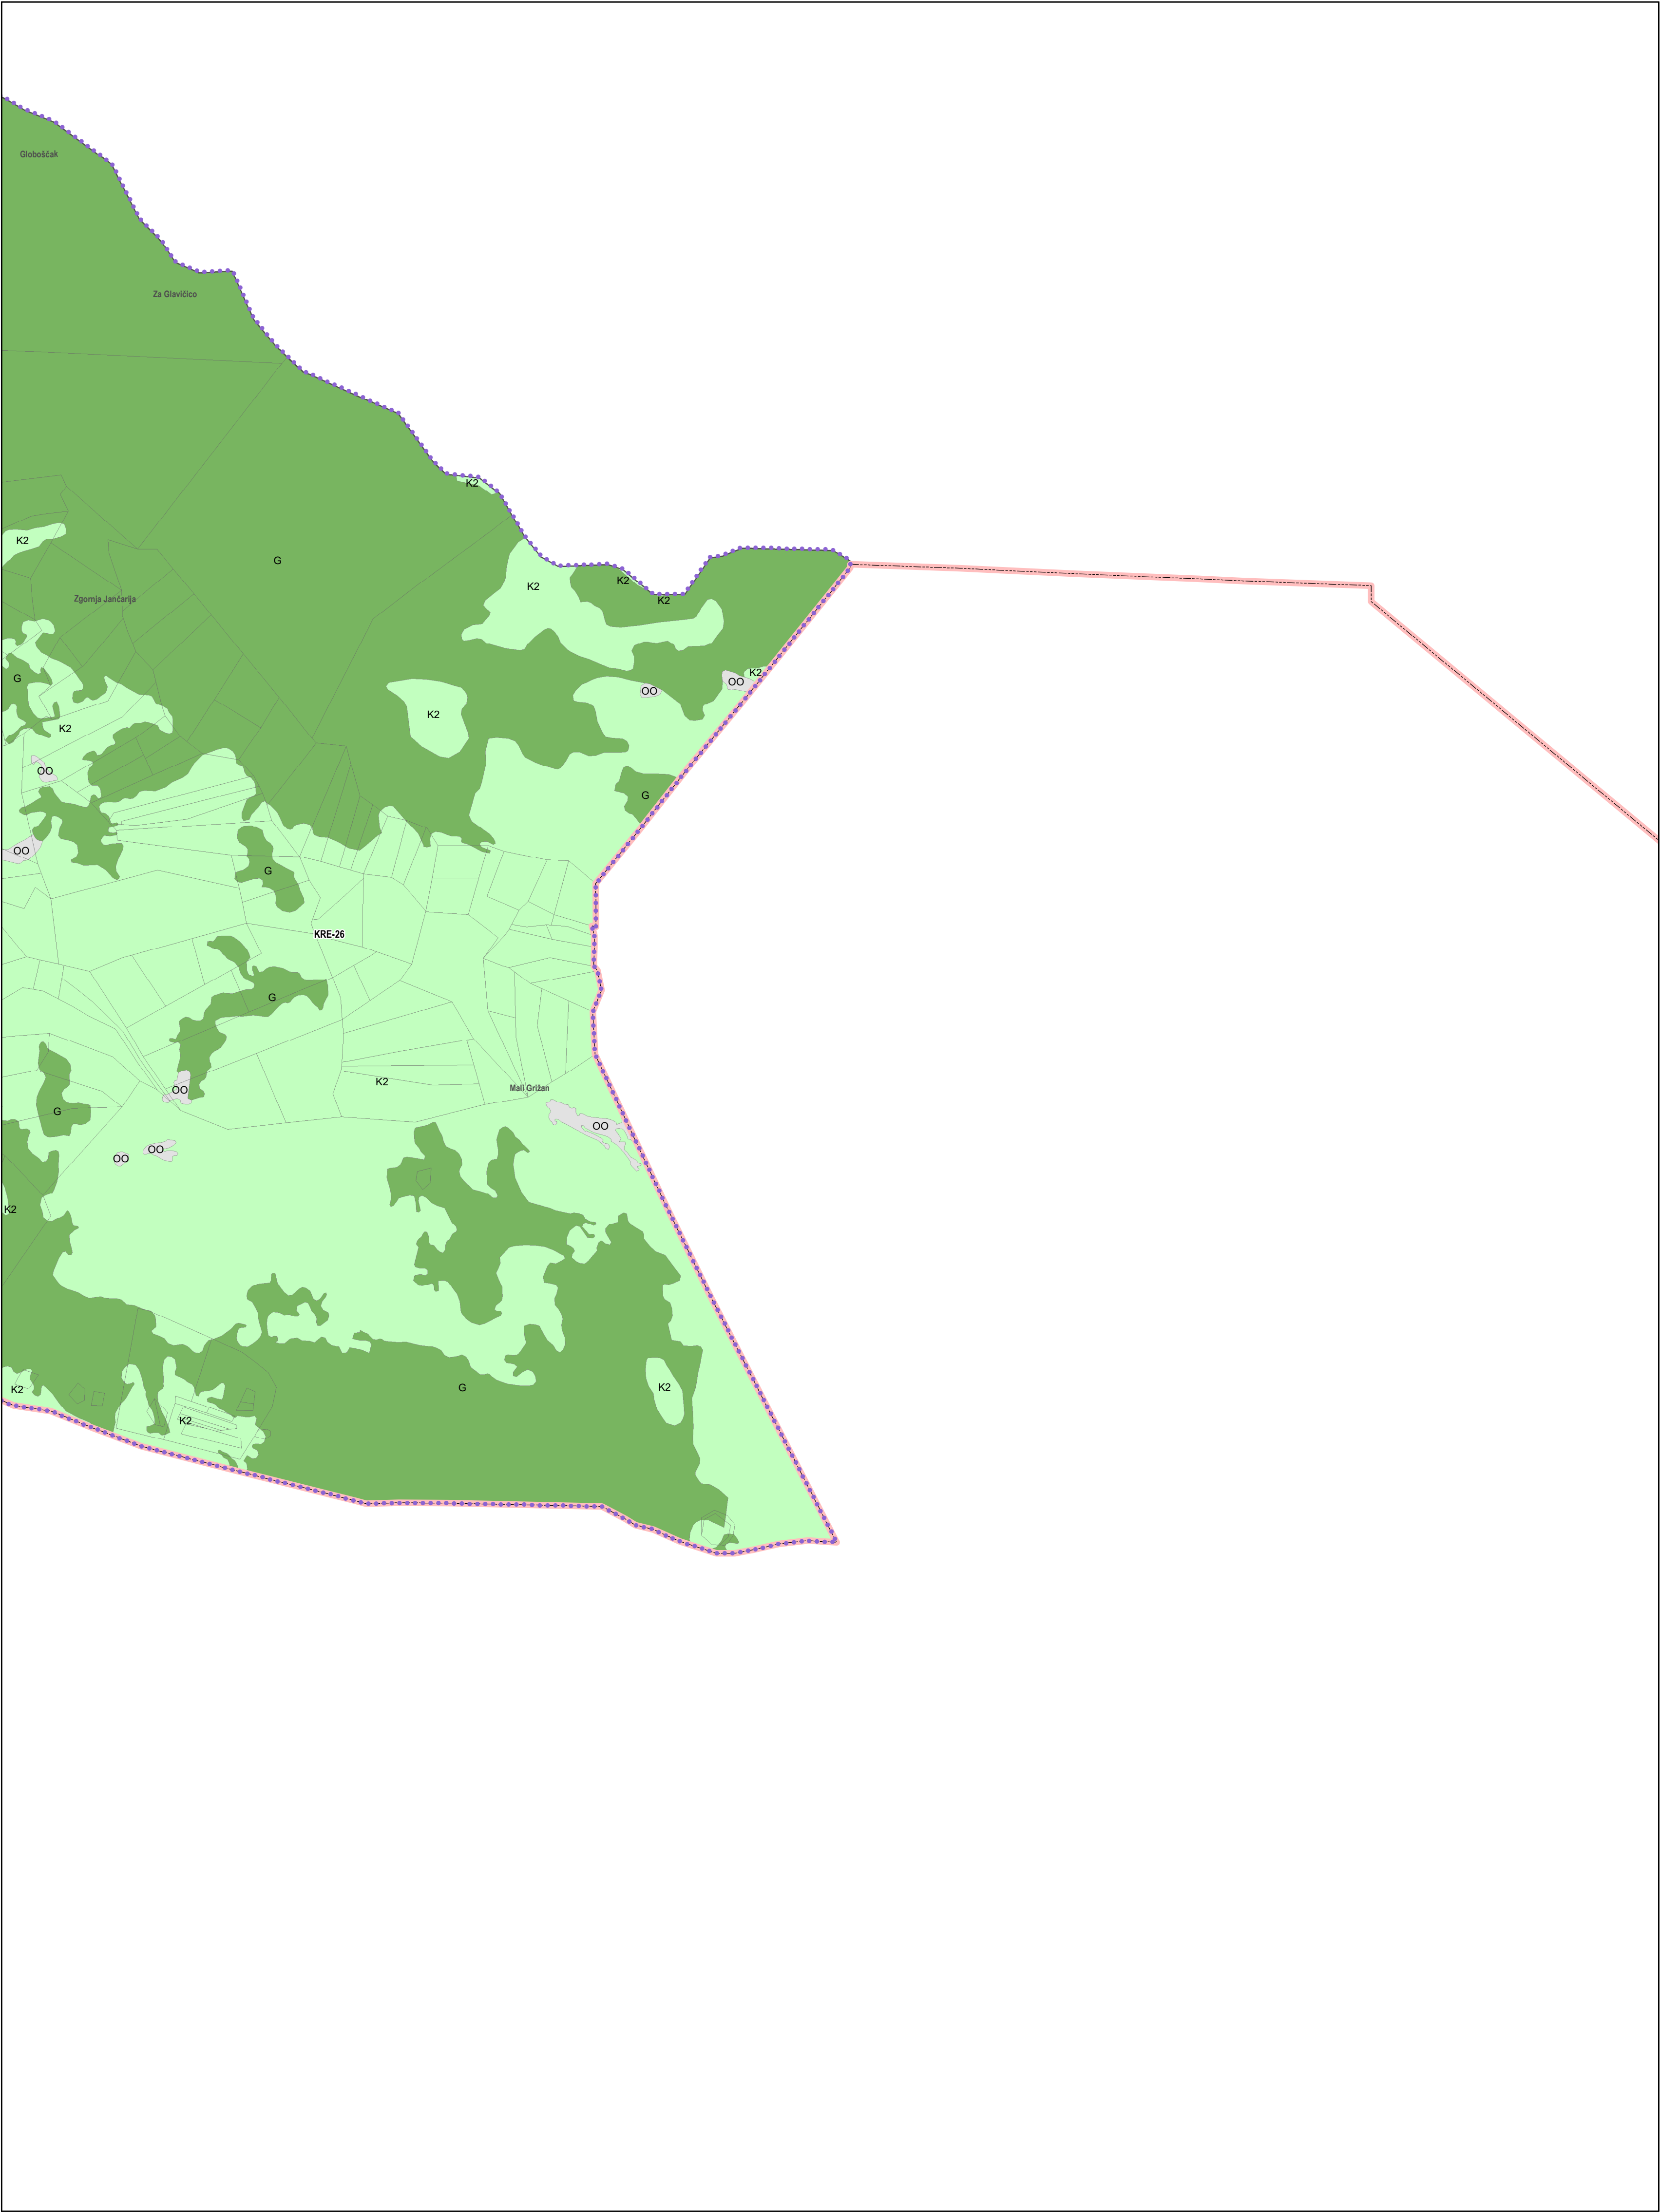 Globoščak
Za Glavičico
K2
K2
G
K2
K2
K2
Zgornja Jančarija
K2
G
OO
OO
K2
K2
OO
G
OO
G
KRE-26
G
K2
Mali Grižan
OO
G
OO
OO
OO
K2
K2
G
K2
K2